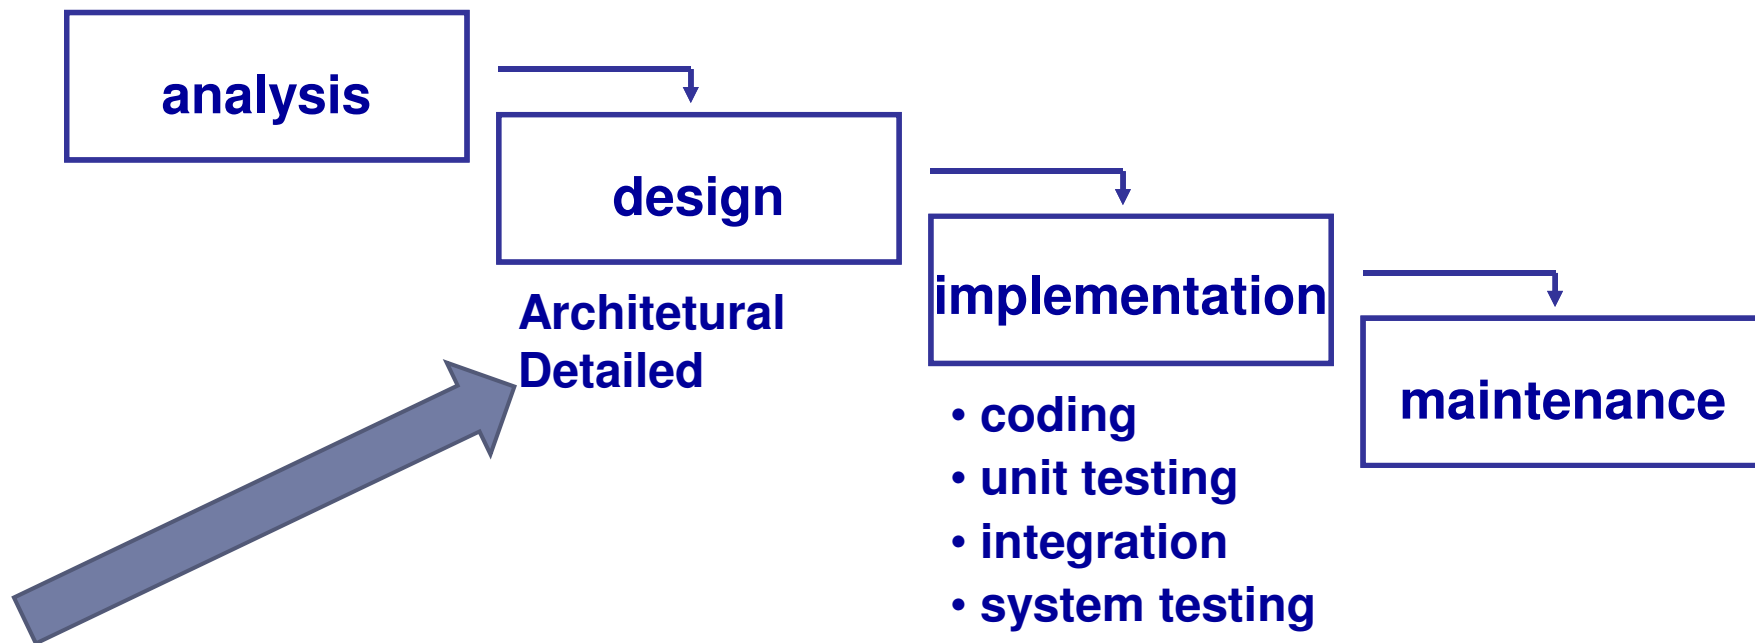 analysis
design
Architetural
Detailed
implementation
• coding
• unit testing
• integration
• system testing
maintenance